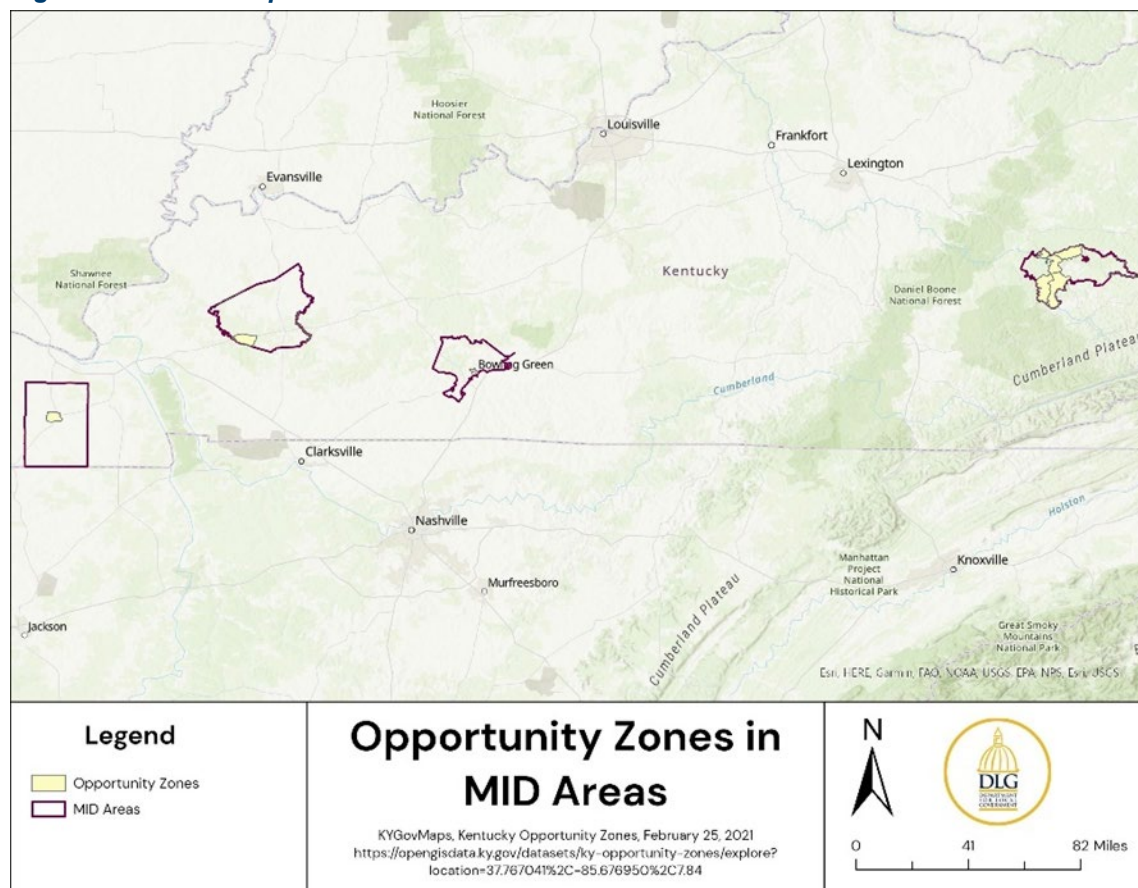 Hoosier
National Forest
Louisville
Frankfort
Lexington
Evansville
Shawnee
National Forest
Kentucky
Daniel Boone
National Forest
Bowling Green
Cumberland
Cumberland Plateau
Clarksville
Nashville
Holston
Manhattan
Project
National
Historical Park
Knoxville
Murfreesboro
Cumberland Plateau
Jackson
Great Smoky
Mountains
National Park
Esri, HERE, Garmin, FAO, NOAA, USGS, EPA, NPS, Esri, USGS
Legend
Opportunity Zones
MID Areas
Opportunity Zones in
MID Areas
KYGovMaps, Kentucky Opportunity Zones, February 25, 2021
https://opengisdata.ky.gov/datasets/ky-opportunity-zones/explore?
location=37.767041%2C-85.676950%2C7.84
N
DLG
DEPARTMENT
FOR LOCAL
GOVERNMENT
0 41 82 Miles